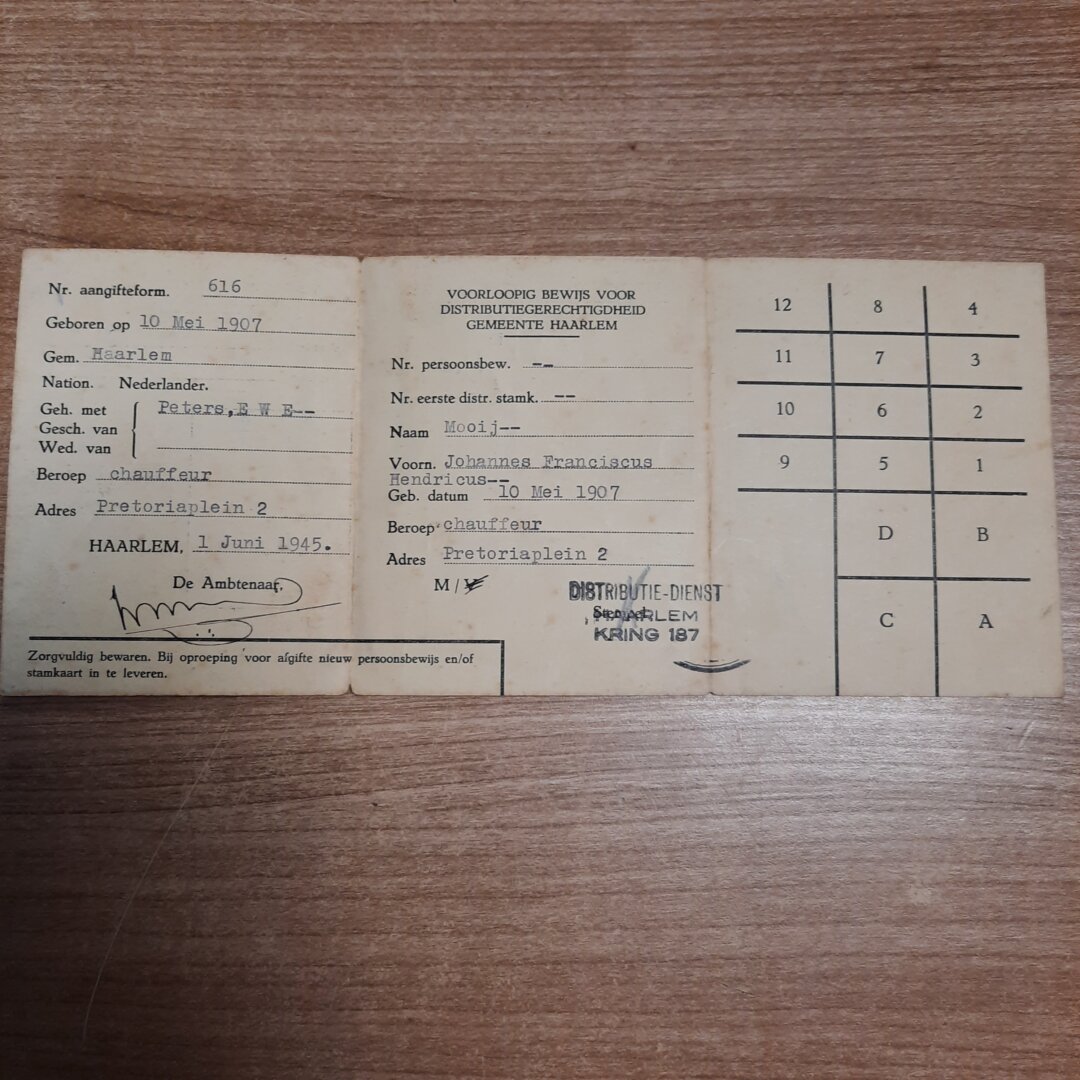 Nr. aangifteform. 616
Geboren op 10 Mei 1907
Gem. Haarlem
Nation. Nederlander.
Geh. met Peters,E W E--
Gesch. van
Wed. van
Beroep chauffeur
Adres Pretoriaplein 2
HAARLEM, 1 Juni 1945.
De Ambtenaar,
Zorgvuldig bewaren. Bij oproeping voor afgifte nieuw persoonsbewijs en/of
stamkaart in te leveren.
VOORLOOPIG BEWIJS VOOR
DISTRIBUTIEGERECHTIGDHEID
GEMEENTE HAARLEM
Nr. persoonsbew. --
Nr. eerste distr. stamk. --
Naam Mooij--
Voorn. Johannes Franciscus
Hendricus--
Geb. datum 10 Mei 1907
Beroep chauffeur
Adres Pretoriaplein 2
M / V
DISTRIBUTIE-DIENST
Stempel.
HAARLEM
KRING 187
12 8 4
11 7 3
10 6 2
9 5 1
D B
C A